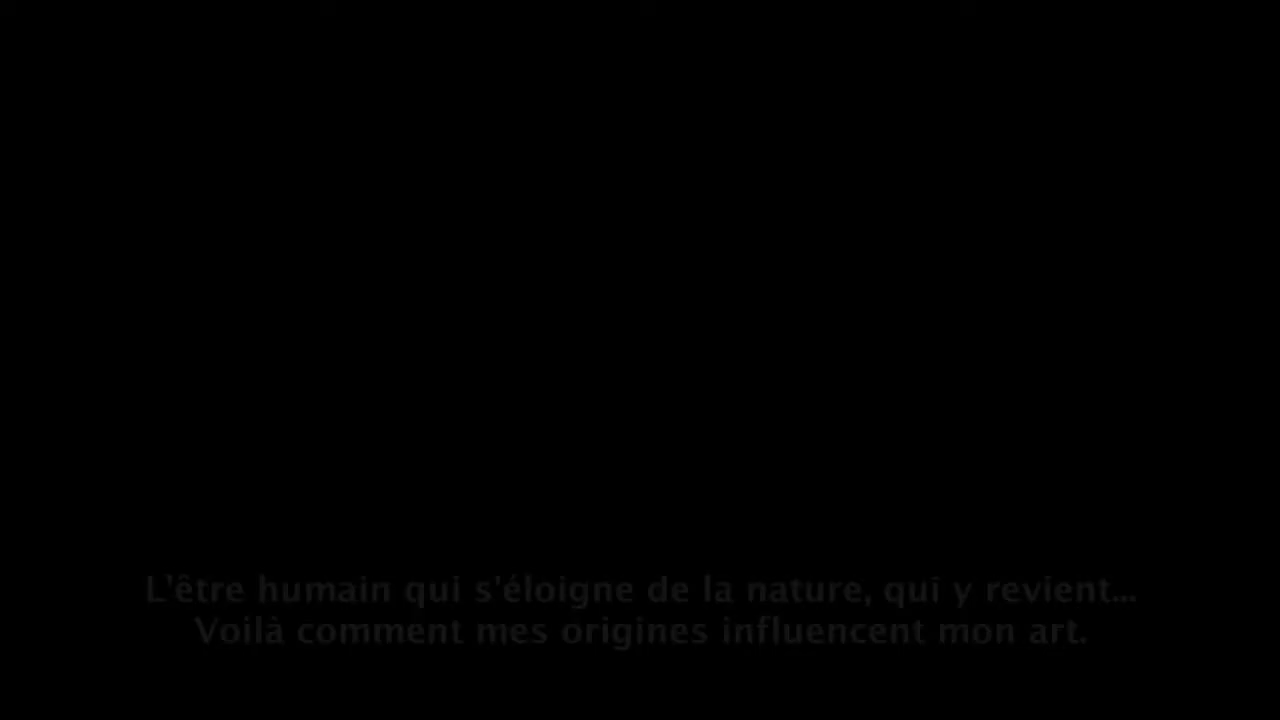 L'être humain qui s'éloigne de la nature, qui y revient...
Voilà comment mes origines influencent mon art.